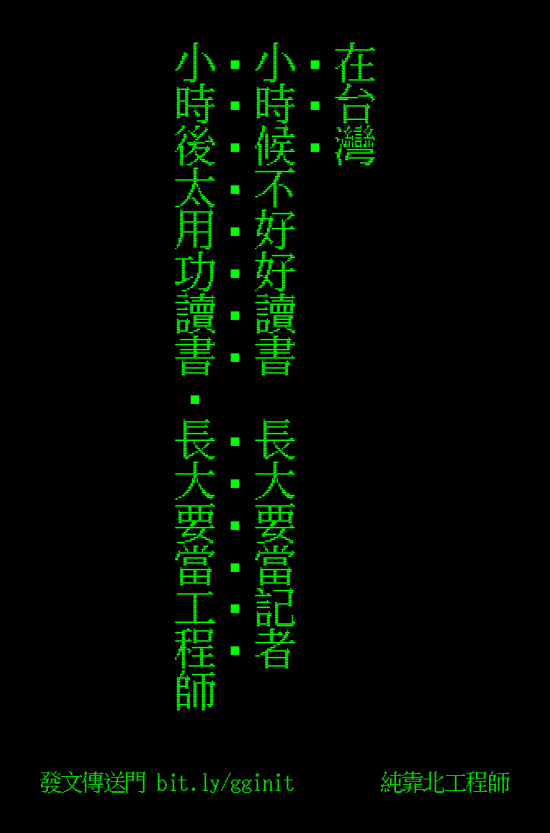 在台灣
小時候不好好讀書 長大要當記者
小時後太用功讀書.長大要當工程師
發文傳送門 bit.ly/gginit
純靠北工程師